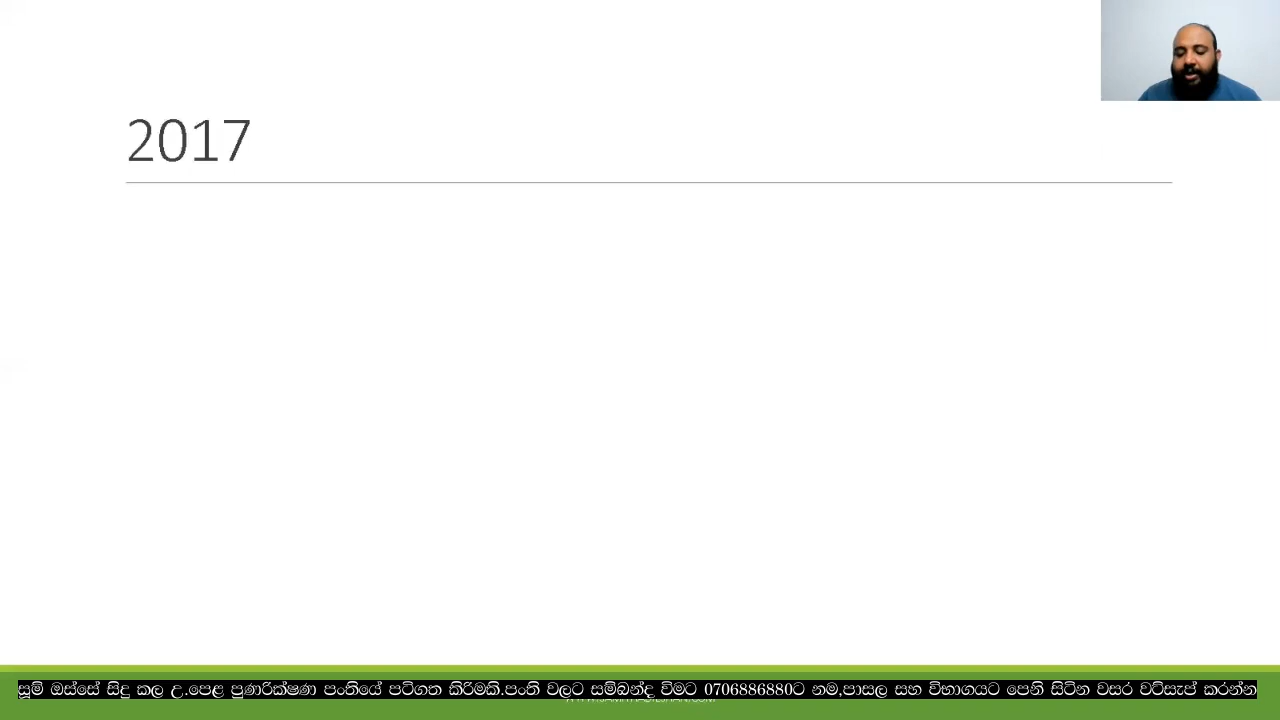 2017
සූම් ඔස්සේ සිදු කල උ.පෙළ පුණරීක්ෂණ පංතියේ පටිගත කිරීමකි.පංති වලට සම්බන්ද වීමට 0706886880ට නම,පාසල සහ විභාගයට පෙනී සිටින වසර වට්සැප් කරන්න